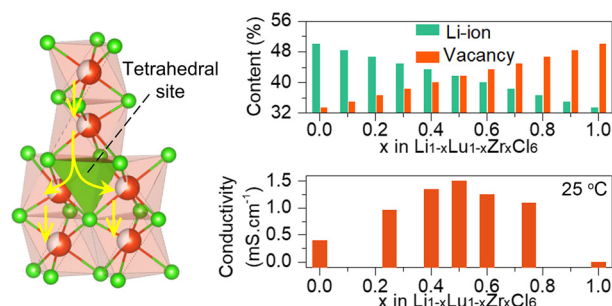 Tetrahedral
site
Content (%)
56
48
40
32
Li-ion
Vacancy
0.0 0.2 0.4 0.6 0.8 1.0
x in Li1-xLu1-xZrxCl6
Conductivity
(mS.cm⁻¹)
1.5
1.0
0.5
0.0
25 °C
0.0 0.2 0.4 0.6 0.8 1.0
x in Li1-xLu1-xZrxCl6